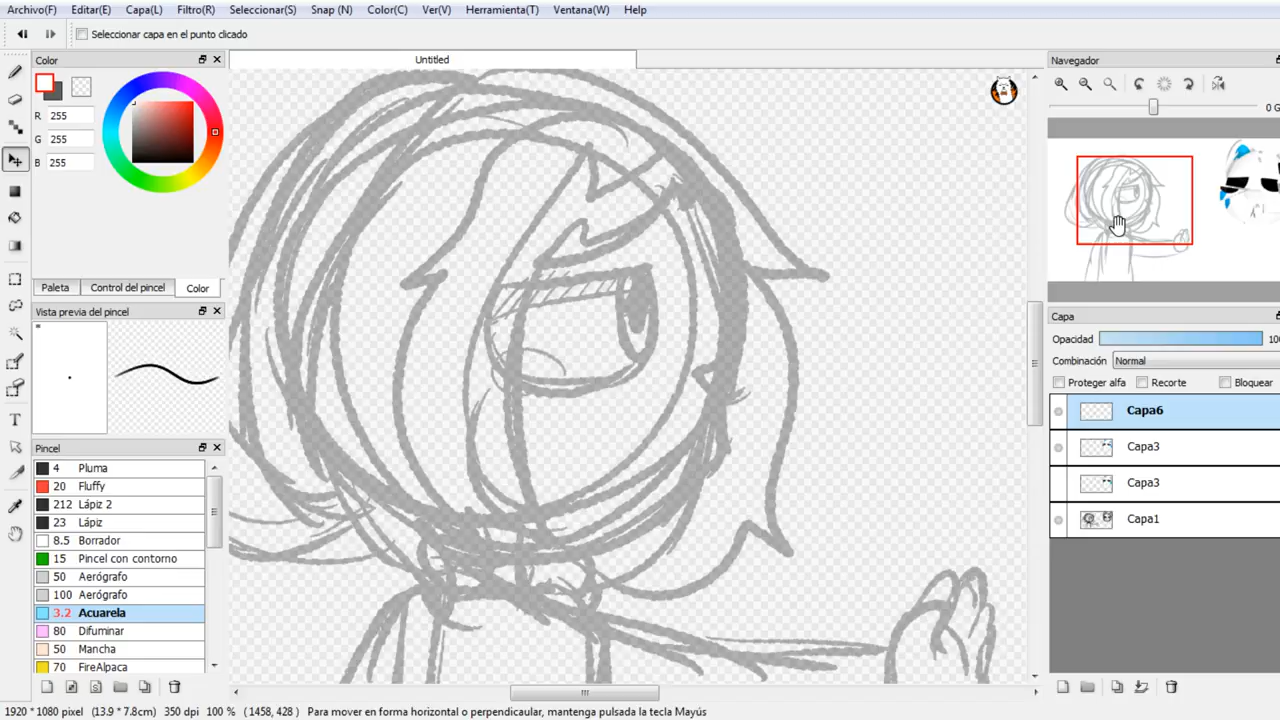 Archivo(F) Editar(E) Capa(L) Filtro(R) Seleccionar(S) Snap (N) Color(C) Ver(V) Herramienta(T) Ventana(W) Help
Seleccionar capa en el punto clicado
Color
Untitled
Navegador
R 255
G 255
B 255
0 G
Paleta Control del pincel Color
Vista previa del pincel
Capa
Opacidad 100
Combinación Normal
Proteger alfa Recorte Bloquear
Capa6
Capa3
Capa3
Capa1
Pincel
4 Pluma
20 Fluffy
212 Lápiz 2
23 Lápiz
8.5 Borrador
15 Pincel con contorno
50 Aerógrafo
100 Aerógrafo
3.2 Acuarela
80 Difuminar
50 Mancha
70 FireAlpaca
1920 * 1080 pixel (13.9 * 7.8cm) 350 dpi 100 % ( 1458, 428 ) Para mover en forma horizontal o perpendicaular, mantenga pulsada la tecla Mayús